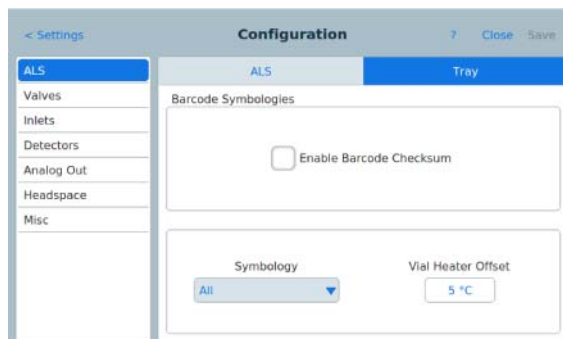 < Settings Configuration ? Close Save
ALS ALS Tray
Valves
Inlets
Detectors
Analog Out
Headspace
Misc
Barcode Symbologies
Enable Barcode Checksum
Symbology Vial Heater Offset
All 5 °C